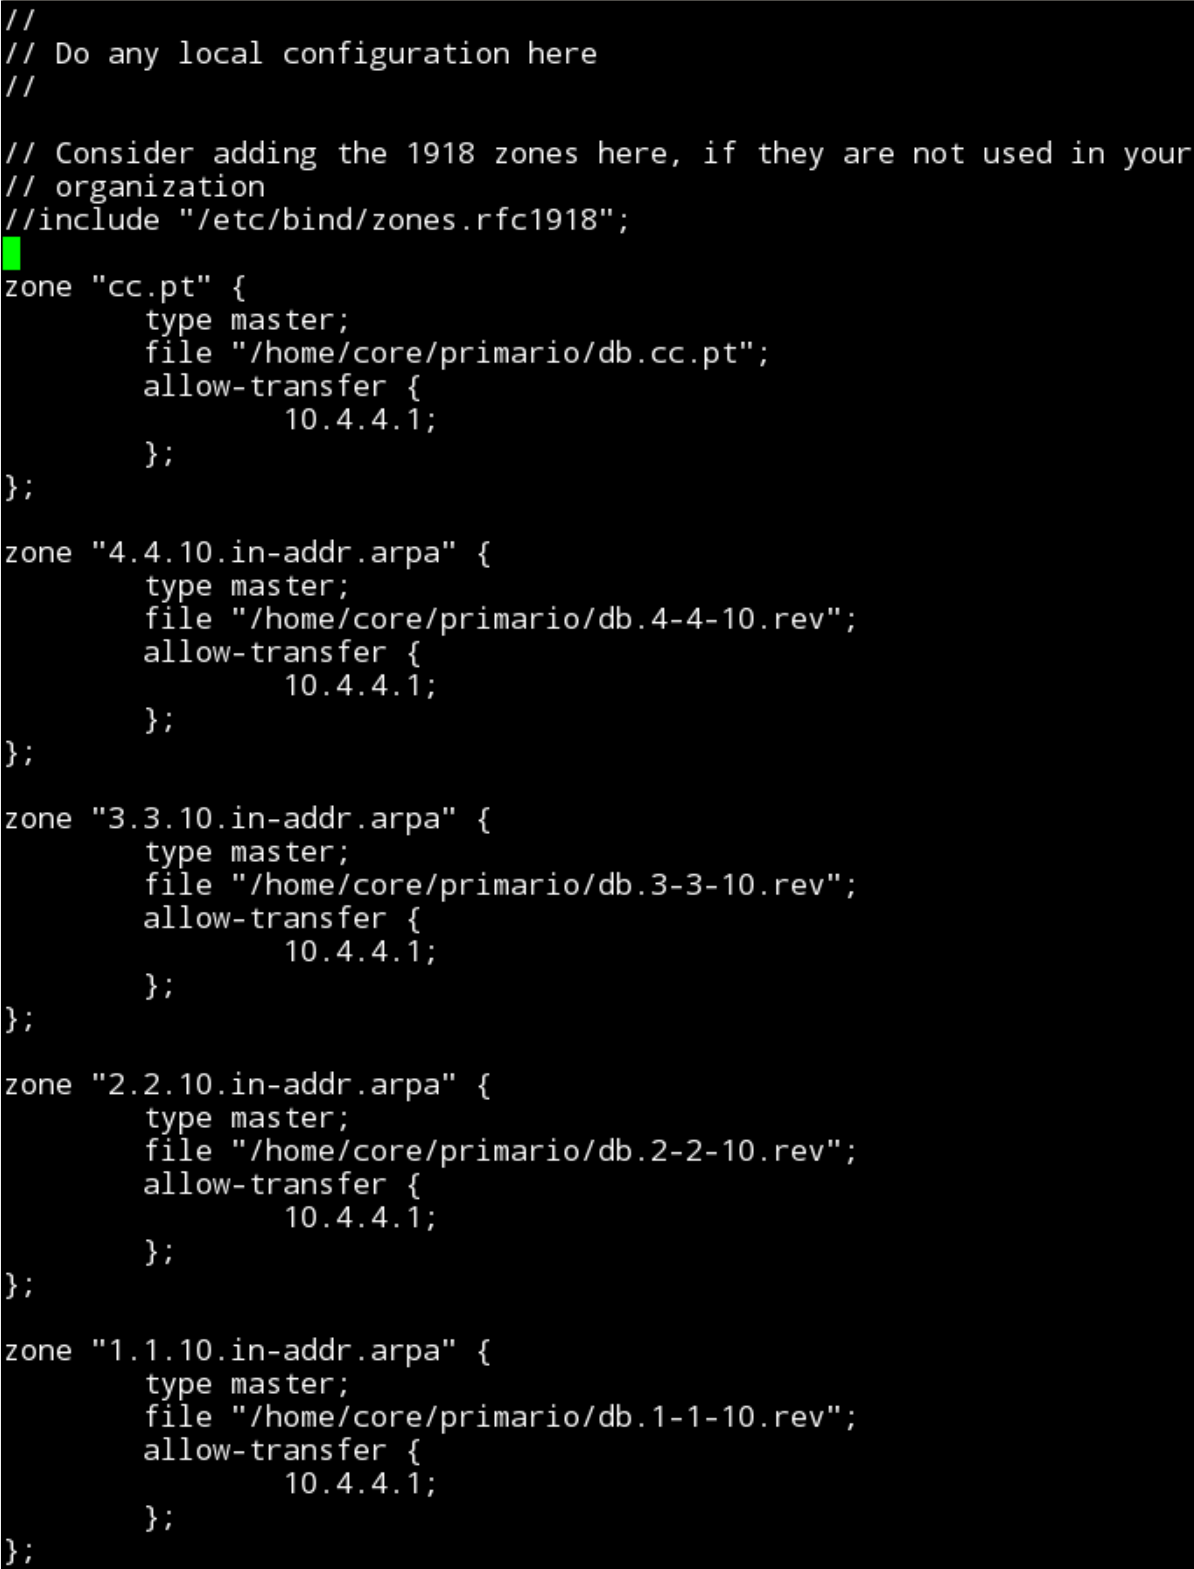 //
// Do any local configuration here
//
// Consider adding the 1918 zones here, if they are not used in your
// organization
//include "/etc/bind/zones.rfc1918";
zone "cc.pt" {
        type master;
        file "/home/core/primario/db.cc.pt";
        allow-transfer {
                10.4.4.1;
        };
};
zone "4.4.10.in-addr.arpa" {
        type master;
        file "/home/core/primario/db.4-4-10.rev";
        allow-transfer {
                10.4.4.1;
        };
};
zone "3.3.10.in-addr.arpa" {
        type master;
        file "/home/core/primario/db.3-3-10.rev";
        allow-transfer {
                10.4.4.1;
        };
};
zone "2.2.10.in-addr.arpa" {
        type master;
        file "/home/core/primario/db.2-2-10.rev";
        allow-transfer {
                10.4.4.1;
        };
};
zone "1.1.10.in-addr.arpa" {
        type master;
        file "/home/core/primario/db.1-1-10.rev";
        allow-transfer {
                10.4.4.1;
        };
};